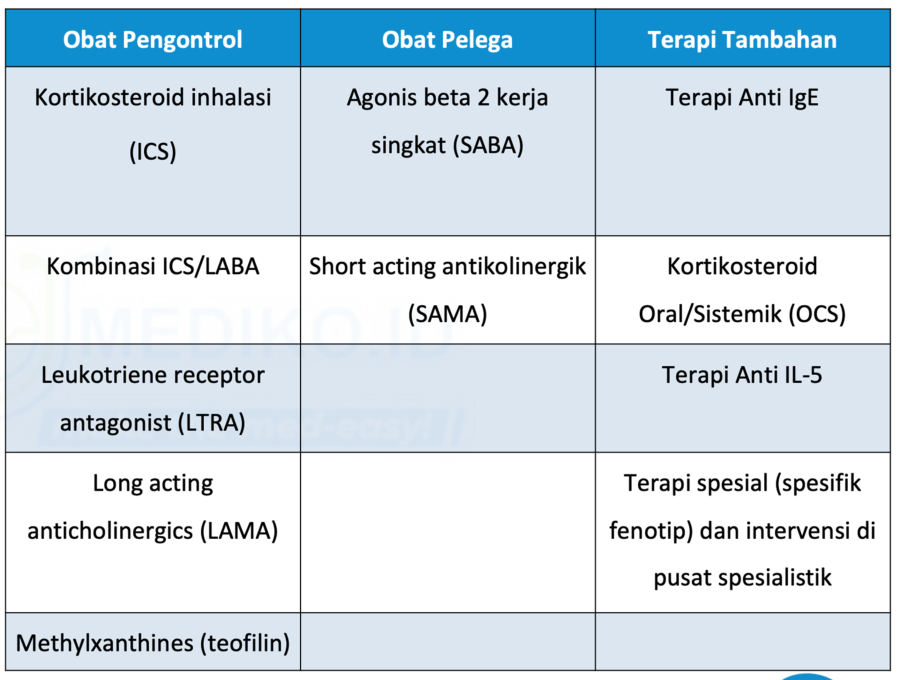 Obat Pengontrol
Obat Pelega
Terapi Tambahan
Kortikosteroid inhalasi
(ICS)
Agonis beta 2 kerja
singkat (SABA)
Terapi Anti IgE
Kombinasi ICS/LABA
Short acting antikolinergik
(SAMA)
Kortikosteroid
Oral/Sistemik (OCS)
Leukotriene receptor
antagonist (LTRA)
Terapi Anti IL-5
Long acting
anticholinergics (LAMA)
Terapi spesial (spesifik
fenotip) dan intervensi di
pusat spesialistik
Methylxanthines (teofilin)
MEDIKO.ID
med-easy!